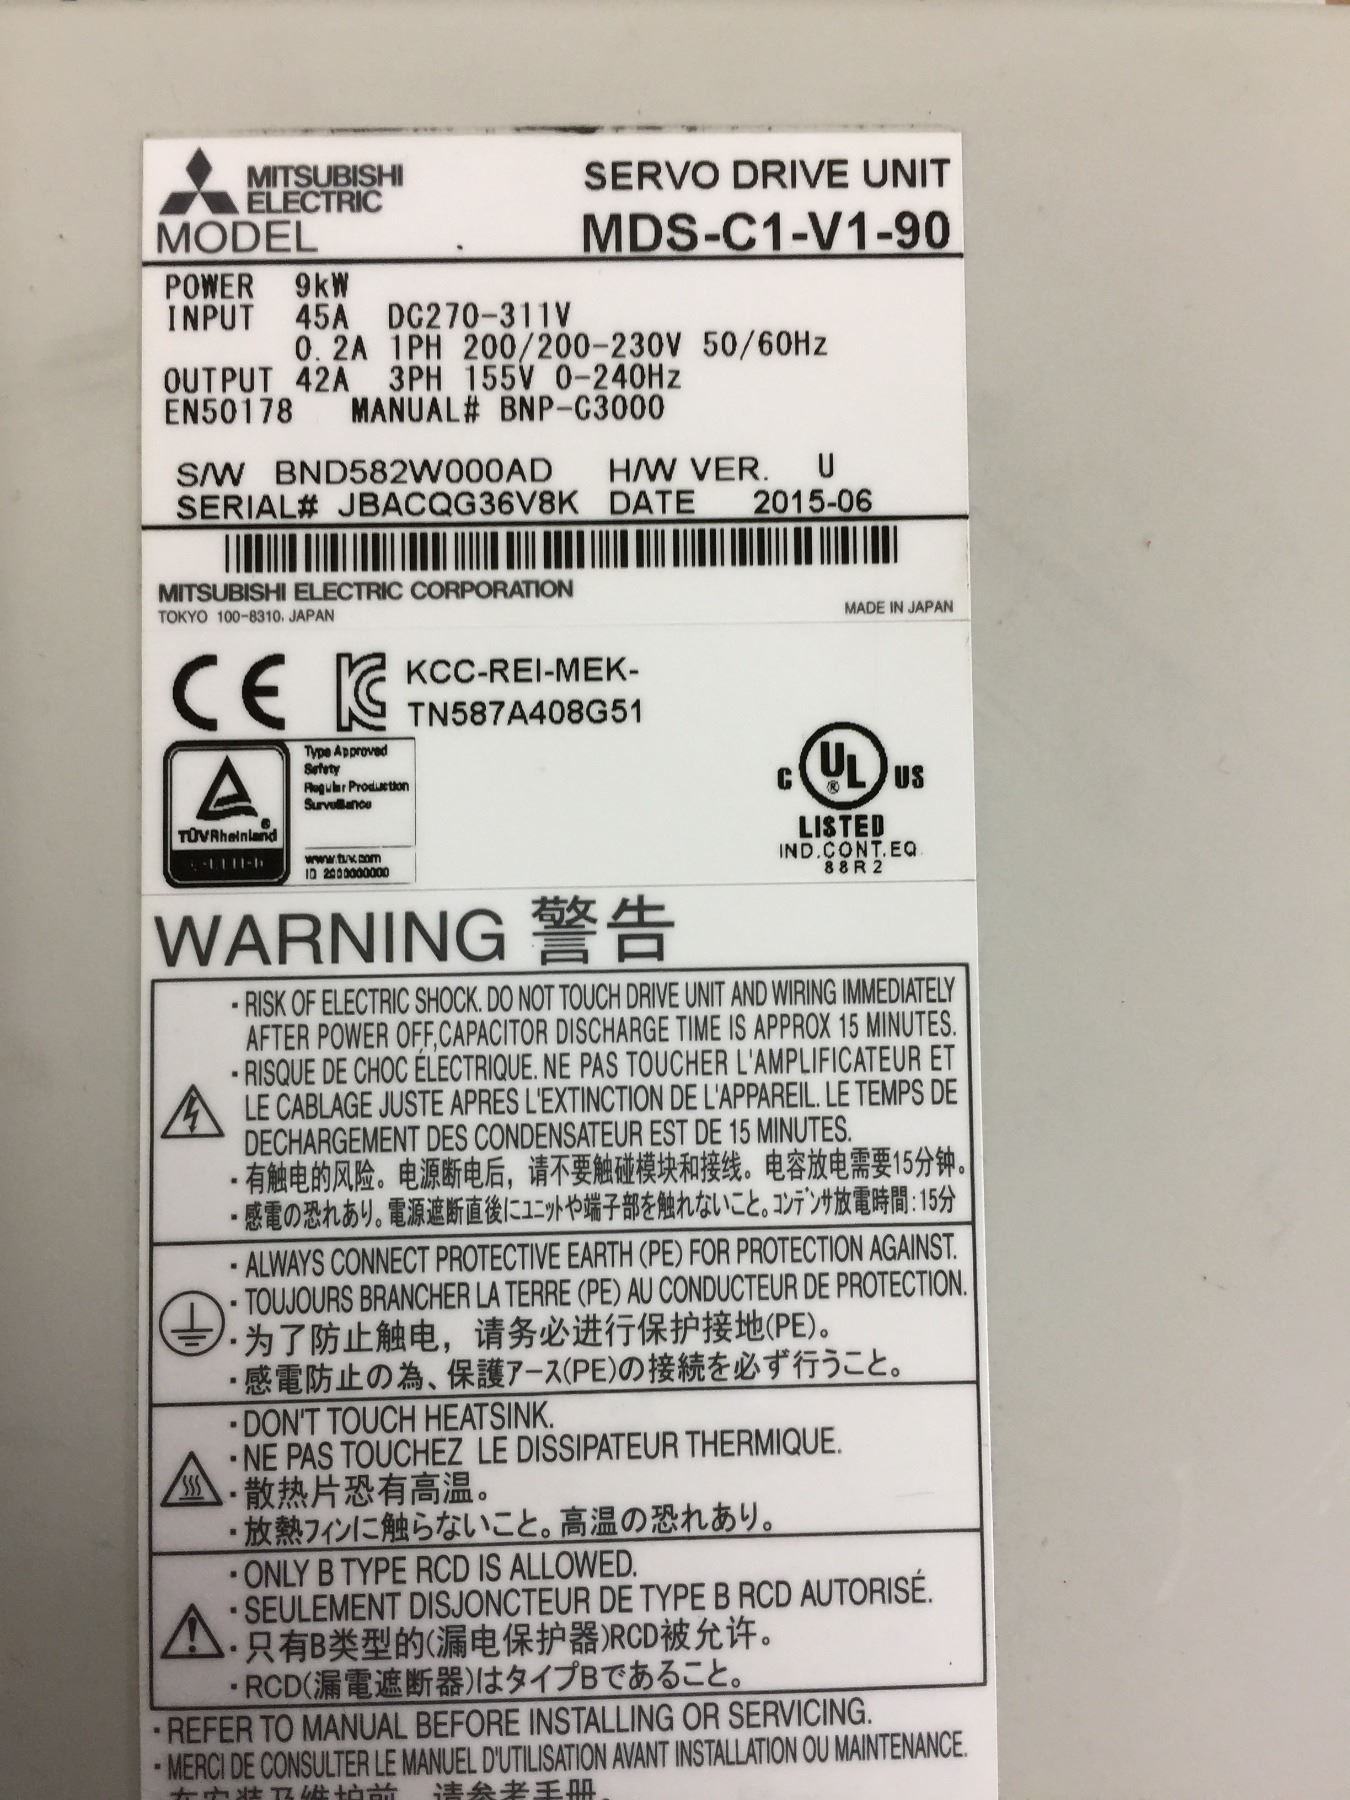 MITSUBISHI
ELECTRIC
SERVO DRIVE UNIT
MODEL MDS-C1-V1-90
POWER 9kW
INPUT 45A DC270-311V
0.2A 1PH 200/200-230V 50/60Hz
OUTPUT 42A 3PH 155V 0-240Hz
EN50178 MANUAL# BNP-C3000
S/W BND582W000AD H/W VER. U
SERIAL# JBACQG36V8K DATE 2015-06
MITSUBISHI ELECTRIC CORPORATION
TOKYO 100-8310, JAPAN MADE IN JAPAN
CE KC KCC-REI-MEK-
TN587A408G51
Type Approved
Safety
Regular Production
Surveillance
TÜVRheinland ®
www.tuv.com
ID 2000000000
C UL ® US
LISTED
IND.CONT.EQ.
88R2
WARNING 警告
・RISK OF ELECTRIC SHOCK. DO NOT TOUCH DRIVE UNIT AND WIRING IMMEDIATELY
AFTER POWER OFF,CAPACITOR DISCHARGE TIME IS APPROX 15 MINUTES.
・RISQUE DE CHOC ÉLECTRIQUE. NE PAS TOUCHER L'AMPLIFICATEUR ET
LE CABLAGE JUSTE APRES L'EXTINCTION DE L'APPAREIL. LE TEMPS DE
DECHARGEMENT DES CONDENSATEUR EST DE 15 MINUTES.
・有触电的风险。电源断电后，请不要触碰模块和接线。电容放电需要15分钟。
・感電の恐れあり。電源遮断直後にユニットや端子部を触れないこと。コンデンサ放電時間:15分
・ALWAYS CONNECT PROTECTIVE EARTH (PE) FOR PROTECTION AGAINST.
・TOUJOURS BRANCHER LA TERRE (PE) AU CONDUCTEUR DE PROTECTION.
・为了防止触电，请务必进行保护接地(PE)。
・感電防止の為、保護アース(PE)の接続を必ず行うこと。
・DON'T TOUCH HEATSINK.
・NE PAS TOUCHEZ LE DISSIPATEUR THERMIQUE.
・散热片恐有高温。
・放熱フィンに触らないこと。高温の恐れあり。
・ONLY B TYPE RCD IS ALLOWED.
・SEULEMENT DISJONCTEUR DE TYPE B RCD AUTORISÉ.
・只有B类型的(漏电保护器)RCD被允许。
・RCD(漏電遮断器)はタイプBであること。
・REFER TO MANUAL BEFORE INSTALLING OR SERVICING.
・MERCI DE CONSULTER LE MANUEL D'UTILISATION AVANT INSTALLATION OU MAINTENANCE.
在安装及维护前，请参考手册。